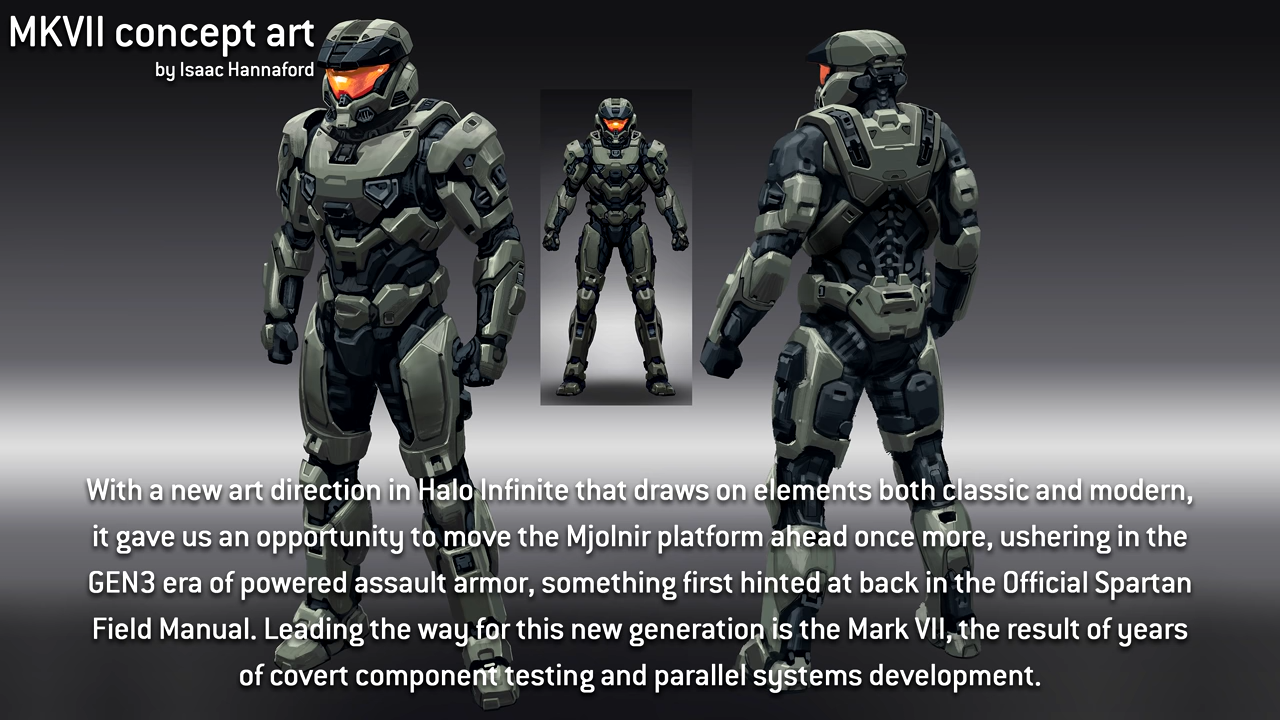 MKVII concept art
by Isaac Hannaford
With a new art direction in Halo Infinite that draws on elements both classic and modern,
it gave us an opportunity to move the Mjolnir platform ahead once more, ushering in the
GEN3 era of powered assault armor, something first hinted at back in the Official Spartan
Field Manual. Leading the way for this new generation is the Mark VII, the result of years
of covert component testing and parallel systems development.